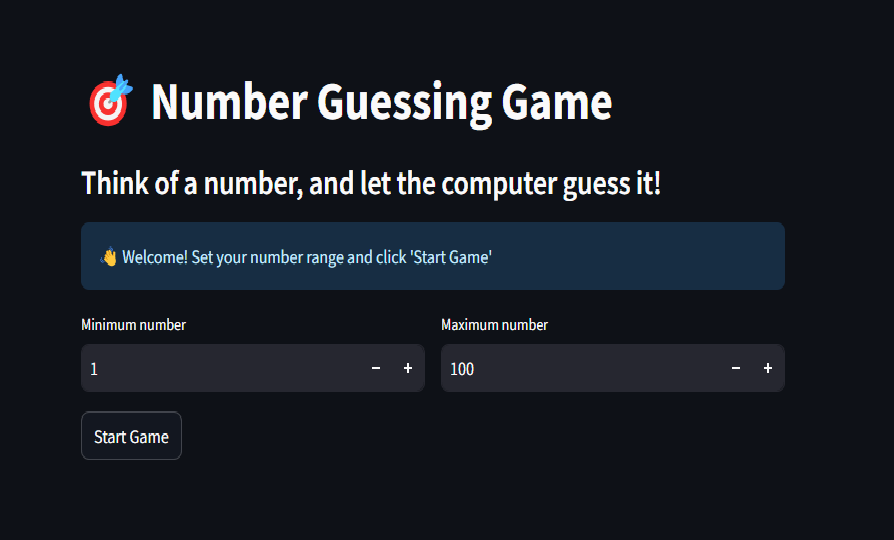 🎯 Number Guessing Game
Think of a number, and let the computer guess it!
👋 Welcome! Set your number range and click 'Start Game'
Minimum number
Maximum number
1
100
Start Game